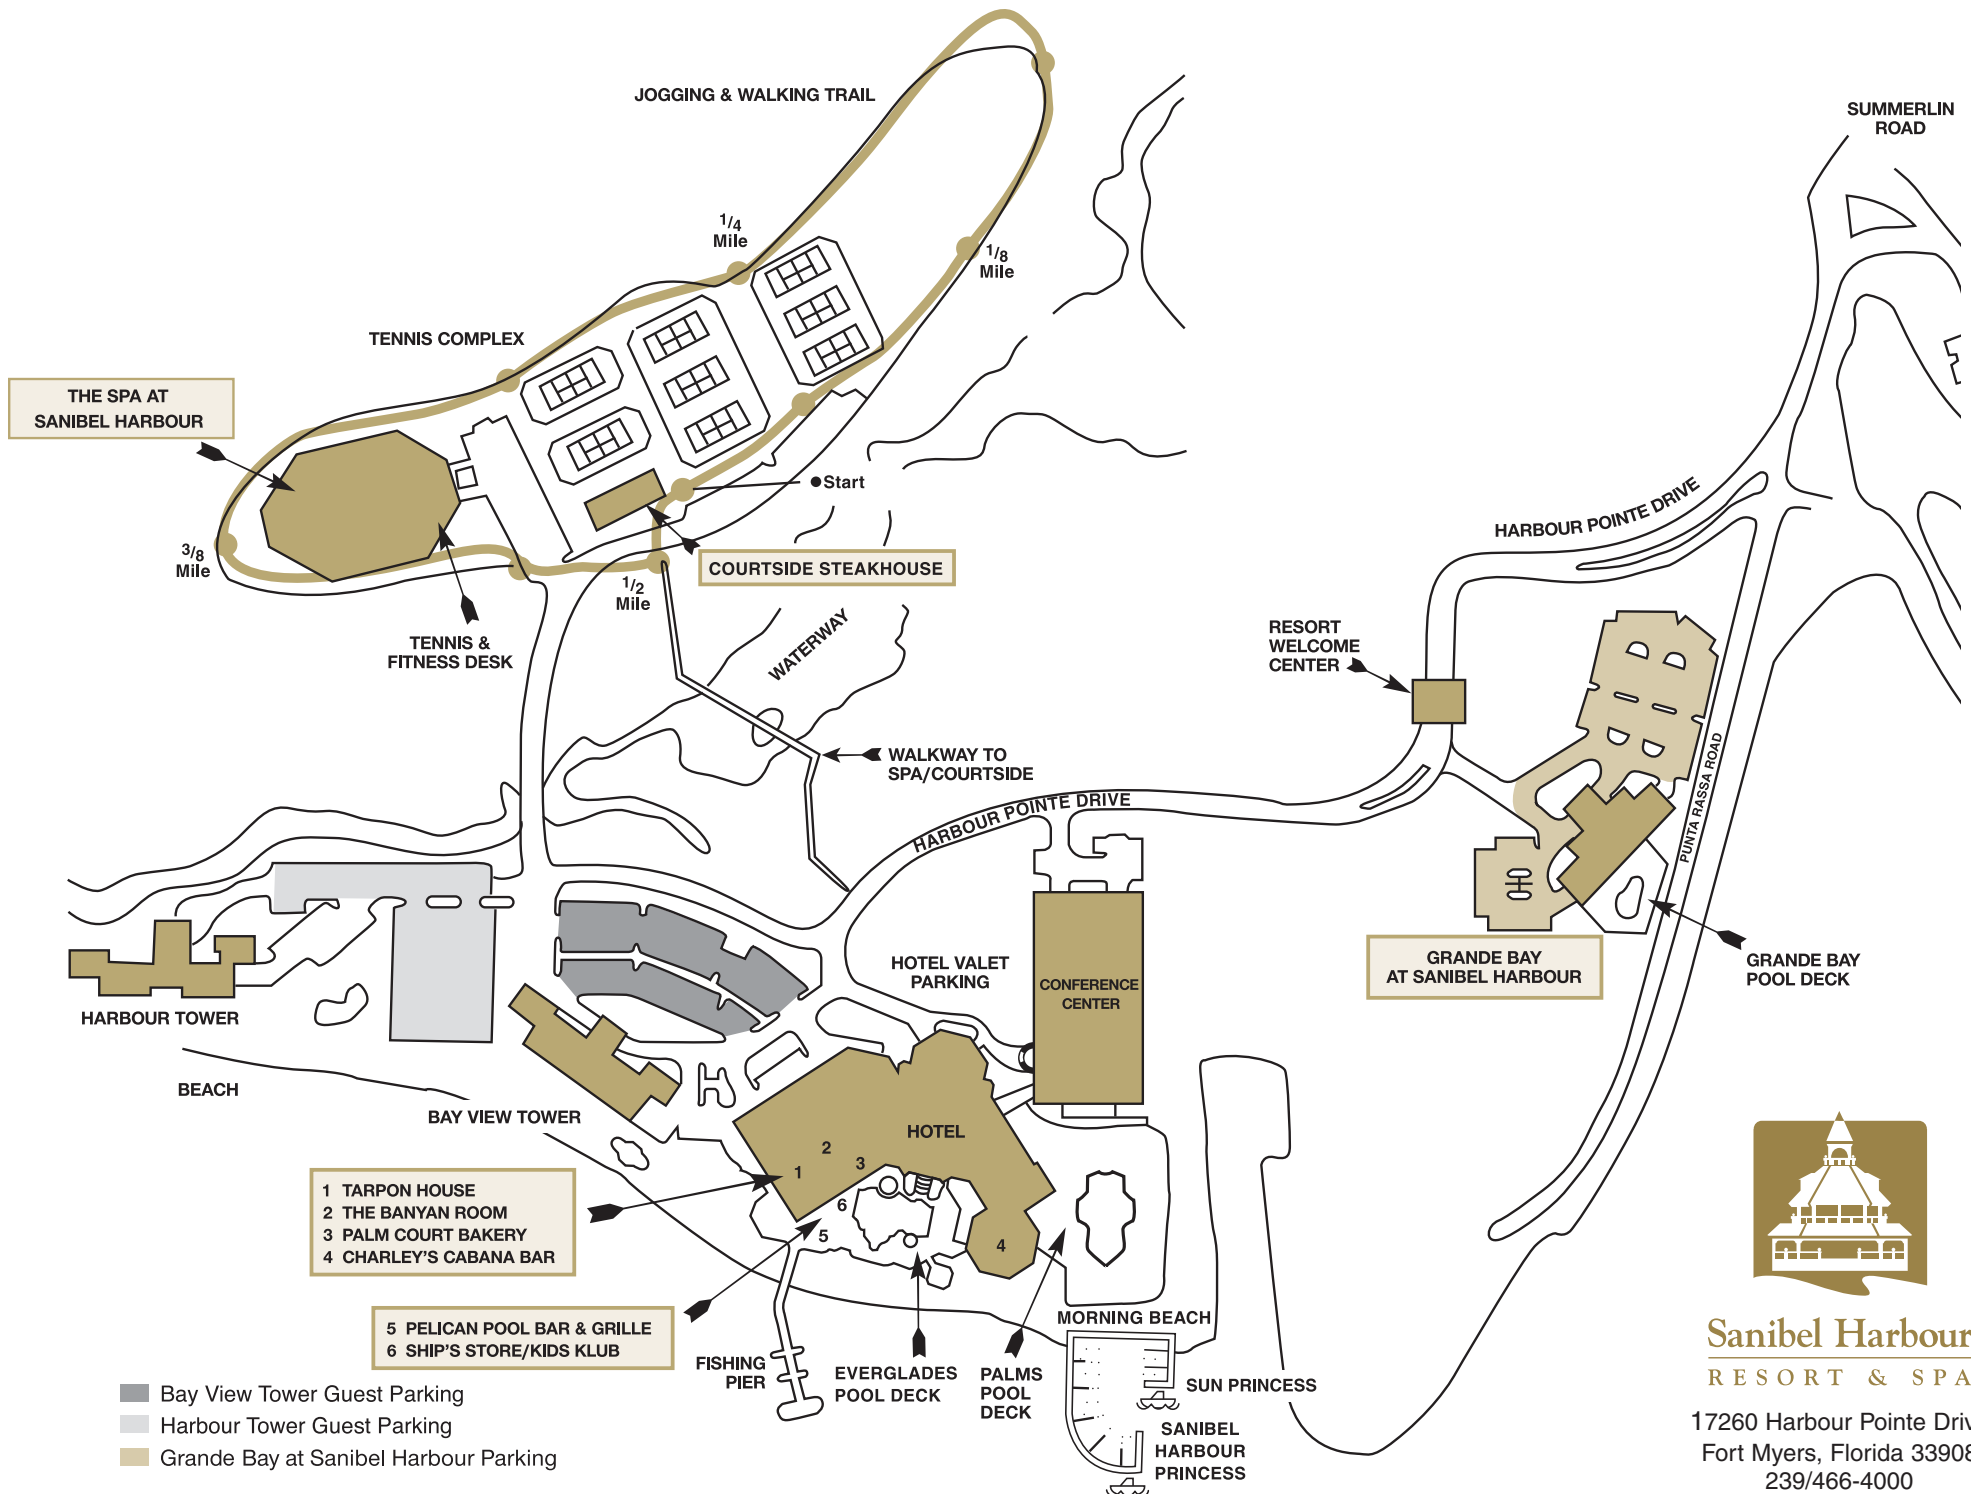 JOGGING & WALKING TRAIL
SUMMERLIN
ROAD
1/4
Mile
1/8
Mile
TENNIS COMPLEX
THE SPA AT
SANIBEL HARBOUR
Start
HARBOUR POINTE DRIVE
3/8
Mile
COURTSIDE STEAKHOUSE
1/2
Mile
TENNIS &
FITNESS DESK
WATERWAY
RESORT
WELCOME
CENTER
WALKWAY TO
SPA/COURTSIDE
HARBOUR POINTE DRIVE
PUNTA RASSA ROAD
HOTEL VALET
PARKING
CONFERENCE
CENTER
GRANDE BAY
AT SANIBEL HARBOUR
GRANDE BAY
POOL DECK
HARBOUR TOWER
BEACH
BAY VIEW TOWER
HOTEL
2
1
3
6
5
4
1 TARPON HOUSE
2 THE BANYAN ROOM
3 PALM COURT BAKERY
4 CHARLEY'S CABANA BAR
5 PELICAN POOL BAR & GRILLE
6 SHIP'S STORE/KIDS KLUB
MORNING BEACH
FISHING
PIER
EVERGLADES
POOL DECK
PALMS
POOL
DECK
SUN PRINCESS
SANIBEL
HARBOUR
PRINCESS
Bay View Tower Guest Parking
Harbour Tower Guest Parking
Grande Bay at Sanibel Harbour Parking
Sanibel Harbour
RESORT & SPA
17260 Harbour Pointe Driv
Fort Myers, Florida 33908
239/466-4000